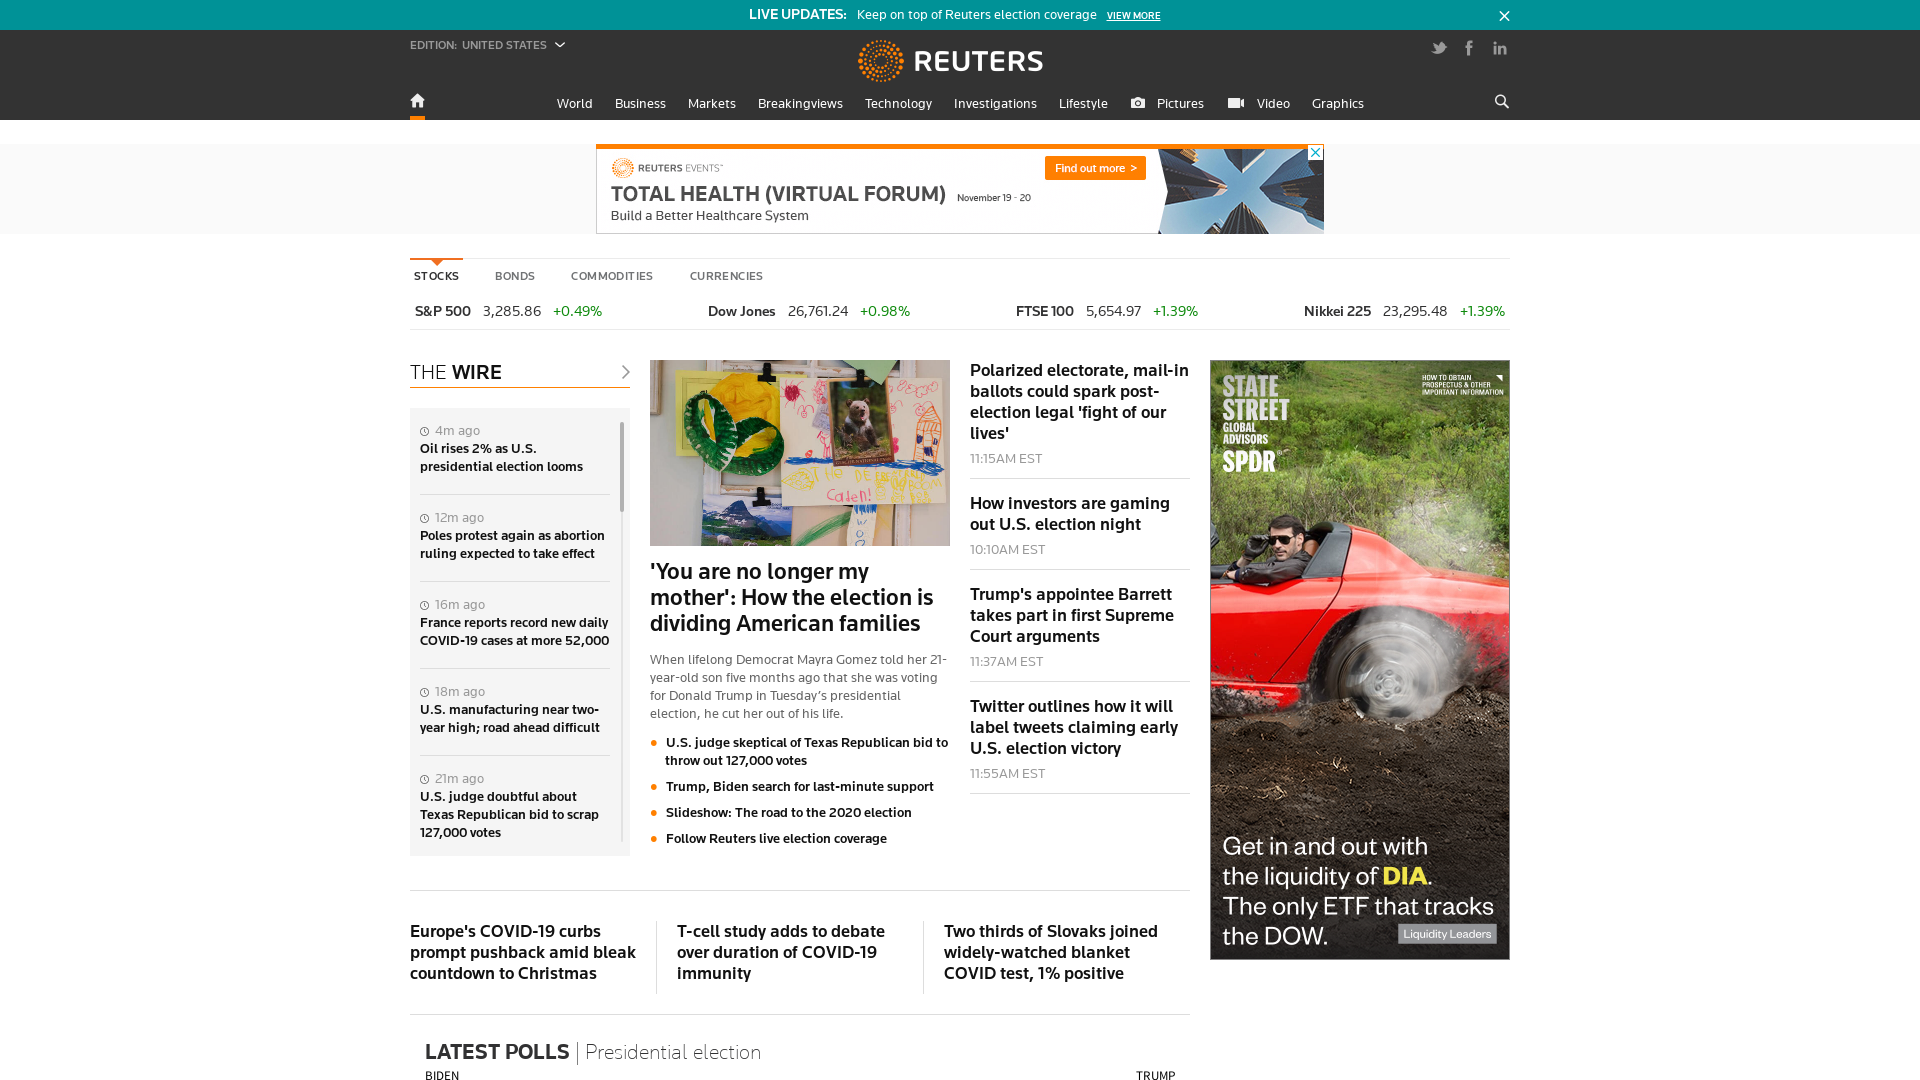 LIVE UPDATES: Keep on top of Reuters election coverage VIEW MORE
EDITION: UNITED STATES
REUTERS
World Business Markets Breakingviews Technology Investigations Lifestyle Pictures Video Graphics
REUTERS EVENTS™
Find out more >
TOTAL HEALTH (VIRTUAL FORUM) November 19 - 20
Build a Better Healthcare System
STOCKS BONDS COMMODITIES CURRENCIES
S&P 500 3,285.86 +0.49% Dow Jones 26,761.24 +0.98% FTSE 100 5,654.97 +1.39% Nikkei 225 23,295.48 +1.39%
THE WIRE
4m ago
Oil rises 2% as U.S.
presidential election looms
12m ago
Poles protest again as abortion
ruling expected to take effect
16m ago
France reports record new daily
COVID-19 cases at more 52,000
18m ago
U.S. manufacturing near two-
year high; road ahead difficult
21m ago
U.S. judge doubtful about
Texas Republican bid to scrap
127,000 votes
Caden!
'You are no longer my
mother': How the election is
dividing American families
When lifelong Democrat Mayra Gomez told her 21-
year-old son five months ago that she was voting
for Donald Trump in Tuesday’s presidential
election, he cut her out of his life.
U.S. judge skeptical of Texas Republican bid to
throw out 127,000 votes
Trump, Biden search for last-minute support
Slideshow: The road to the 2020 election
Follow Reuters live election coverage
Polarized electorate, mail-in
ballots could spark post-
election legal 'fight of our
lives'
11:15AM EST
How investors are gaming
out U.S. election night
10:10AM EST
Trump's appointee Barrett
takes part in first Supreme
Court arguments
11:37AM EST
Twitter outlines how it will
label tweets claiming early
U.S. election victory
11:55AM EST
STATE
STREET
GLOBAL
ADVISORS
SPDR®
HOW TO OBTAIN
PROSPECTUS & OTHER
IMPORTANT INFORMATION
Get in and out with
the liquidity of DIA.
The only ETF that tracks
the DOW.
Liquidity Leaders
Europe's COVID-19 curbs
prompt pushback amid bleak
countdown to Christmas
T-cell study adds to debate
over duration of COVID-19
immunity
Two thirds of Slovaks joined
widely-watched blanket
COVID test, 1% positive
LATEST POLLS | Presidential election
BIDEN TRUMP